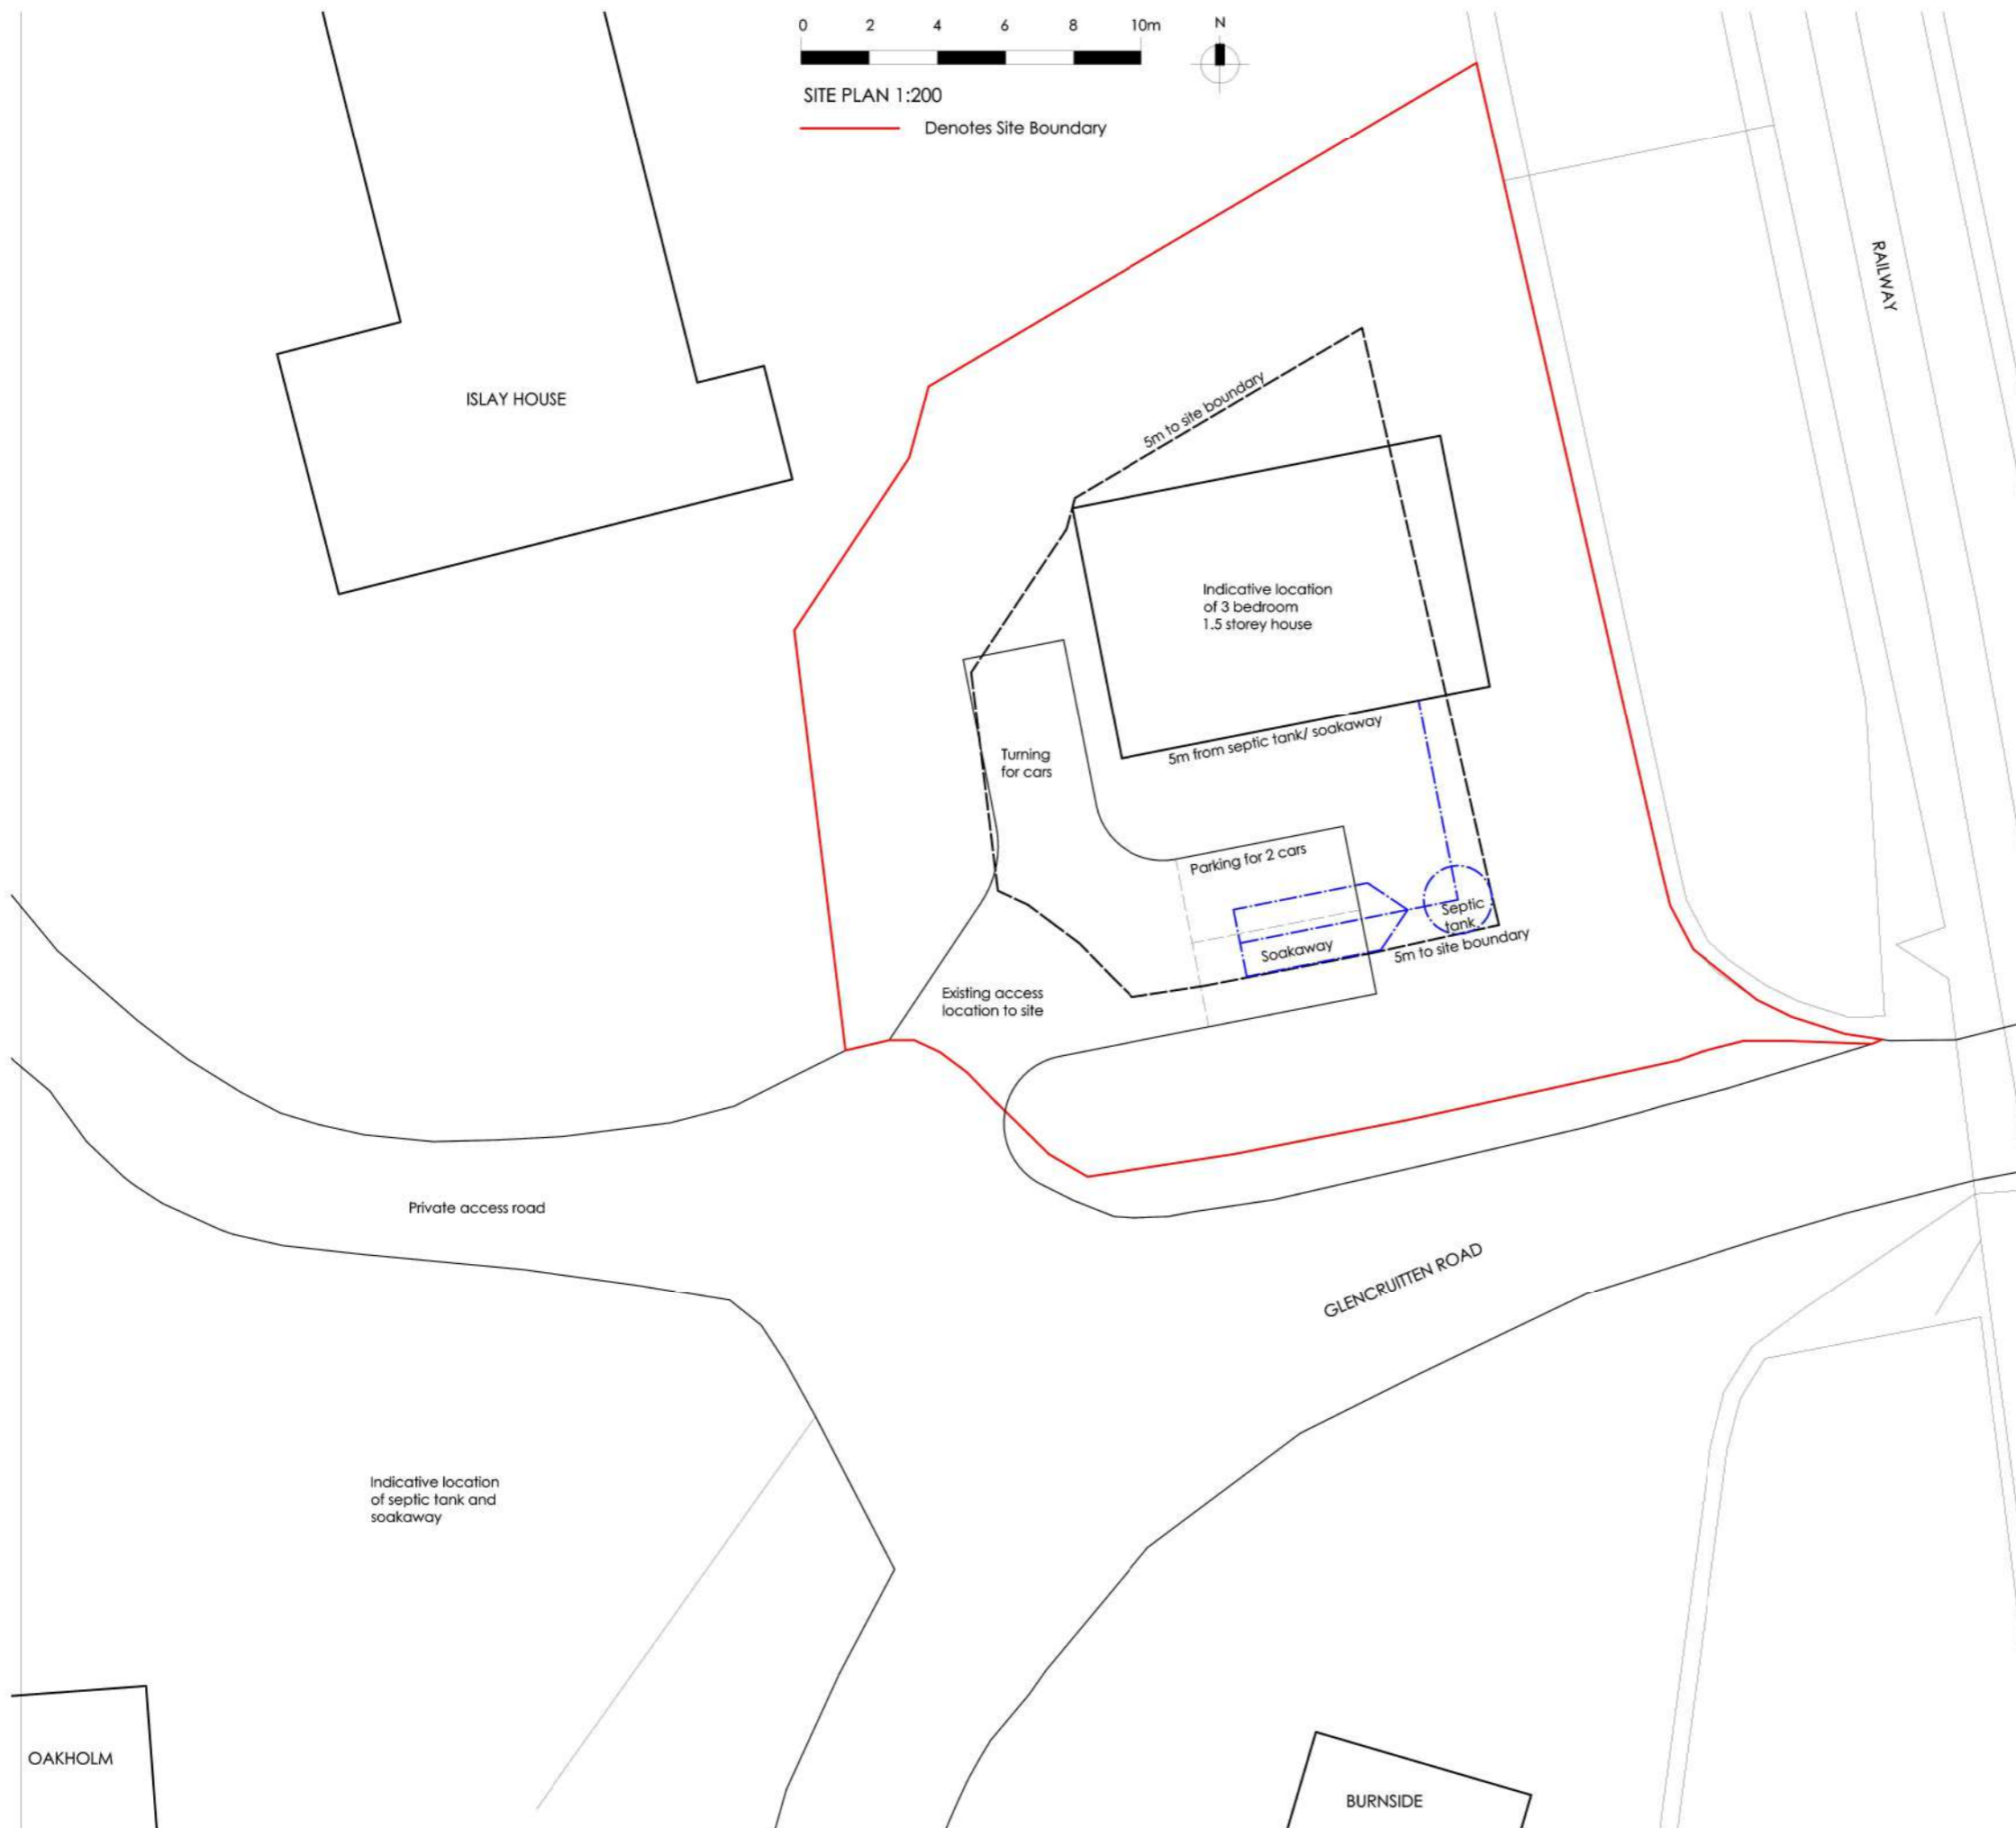 0 2 4 6 8 10m
N
SITE PLAN 1:200
Denotes Site Boundary
RAILWAY
ISLAY HOUSE
5m to site boundary
Indicative location
of 3 bedroom
1.5 storey house
5m from septic tank/ soakaway
Turning
for cars
Parking for 2 cars
Septic
tank
Soakaway
5m to site boundary
Existing access
location to site
Private access road
GLENCRUITTEN ROAD
Indicative location
of septic tank and
soakaway
OAKHOLM
BURNSIDE